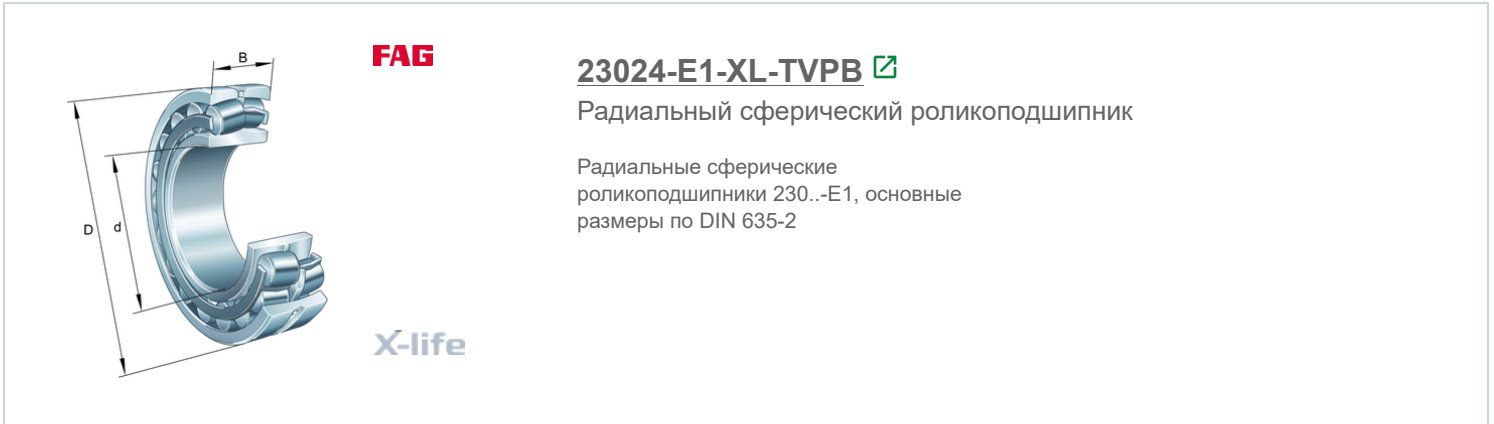 B
FAG
23024-E1-XL-TVPB
Радиальный сферический роликоподшипник
Радиальные сферические
роликоподшипники 230..-E1, основные
размеры по DIN 635-2
D
d
X-life